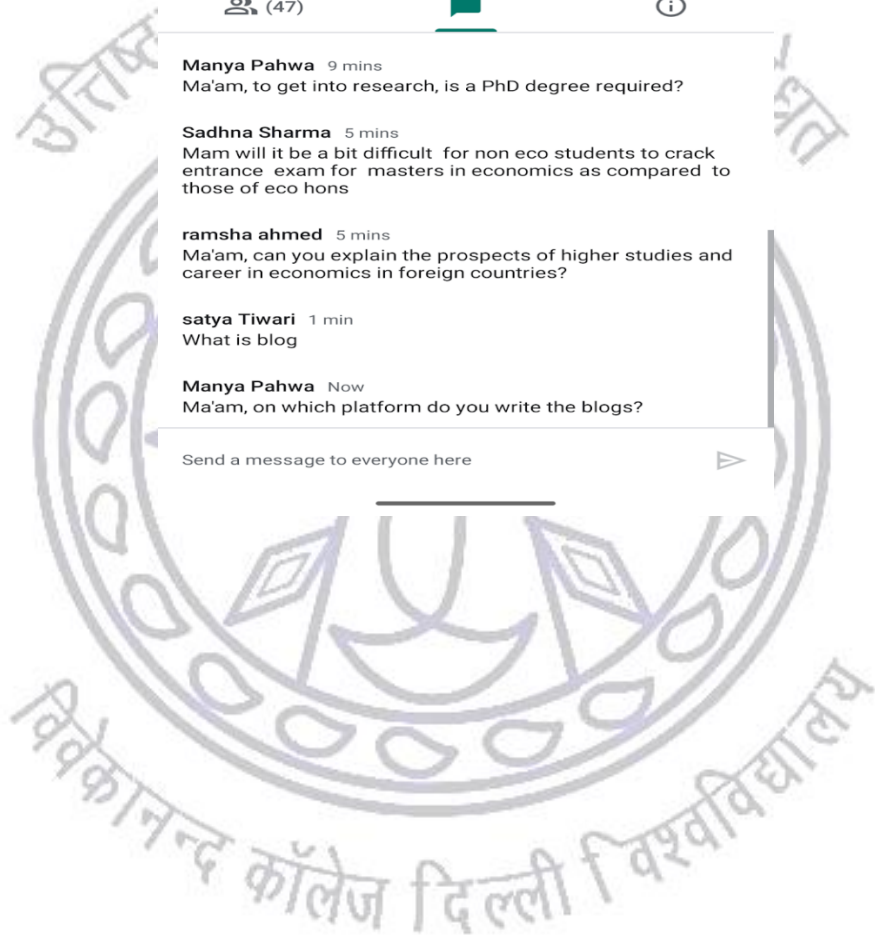 (47)
Manya Pahwa 9 mins
Ma'am, to get into research, is a PhD degree required?
Sadhna Sharma 5 mins
Mam will it be a bit difficult for non eco students to crack
entrance exam for masters in economics as compared to
those of eco hons
ramsha ahmed 5 mins
Ma'am, can you explain the prospects of higher studies and
career in economics in foreign countries?
satya Tiwari 1 min
What is blog
Manya Pahwa Now
Ma'am, on which platform do you write the blogs?
Send a message to everyone here
विवेकानन्द कॉलेज दिल्ली विश्वविद्यालय